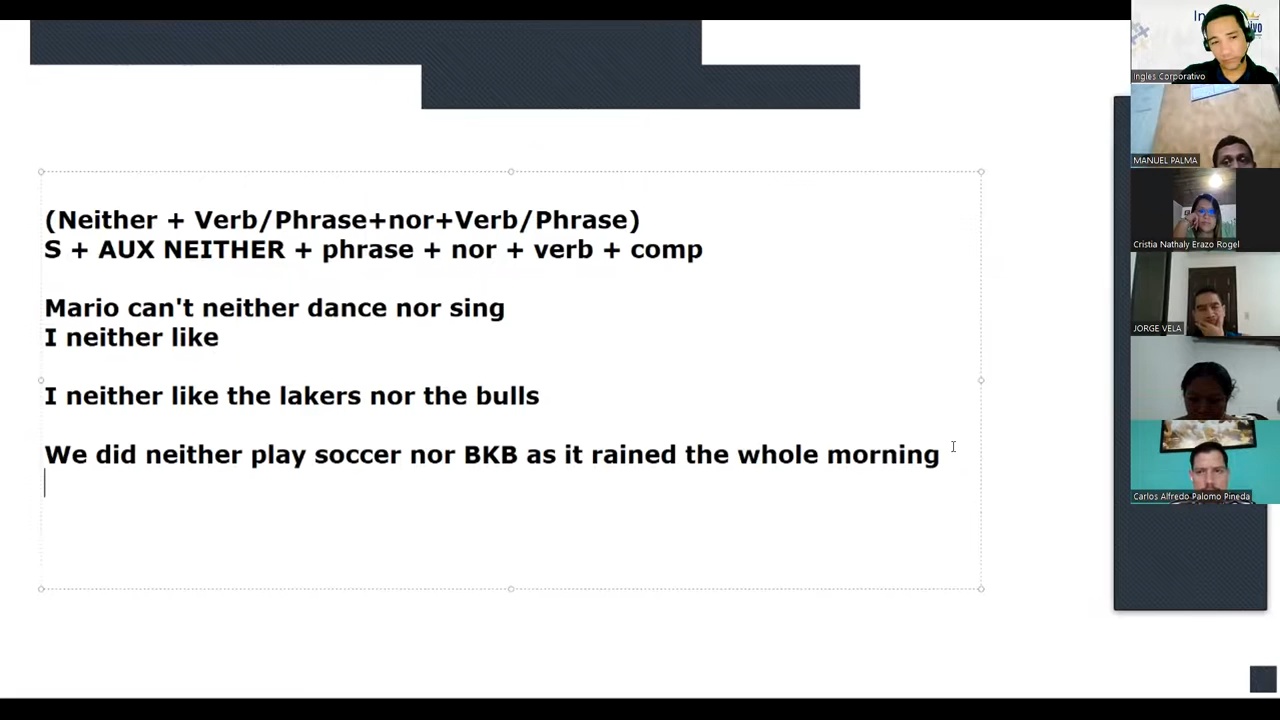 (Neither + Verb/Phrase+nor+Verb/Phrase)
S + AUX NEITHER + phrase + nor + verb + comp
Mario can't neither dance nor sing
I neither like
I neither like the lakers nor the bulls
We did neither play soccer nor BKB as it rained the whole morning
Ingles Corporativo
MANUEL PALMA
Cristia Nathaly Erazo Rogel
JORGE VELA
Carlos Alfredo Palomo Pineda